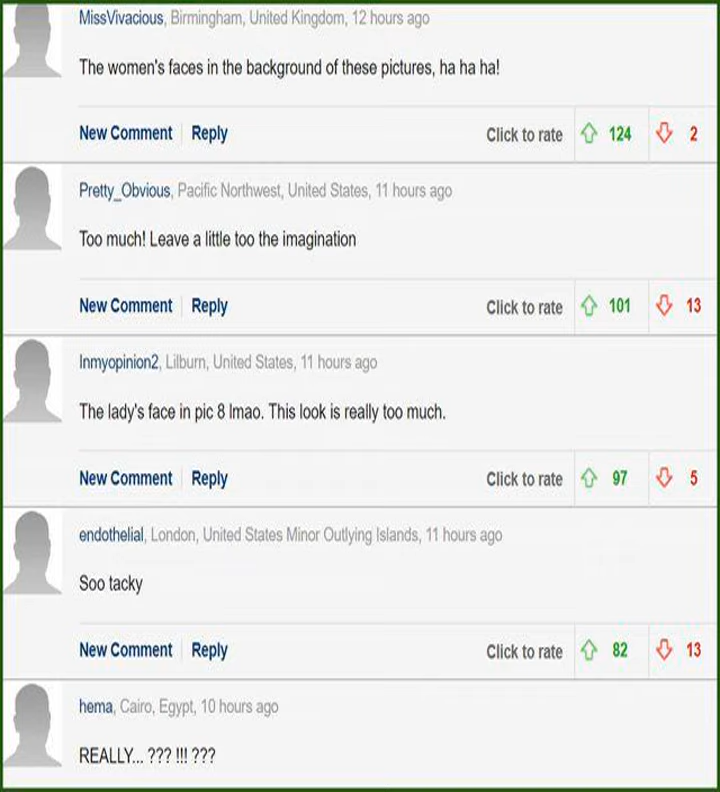 MissVivacious, Birmingham, United Kingdom, 12 hours ago
The women's faces in the background of these pictures, ha ha ha!
New Comment Reply Click to rate 124 2
Pretty_Obvious, Pacific Northwest, United States, 11 hours ago
Too much! Leave a little too the imagination
New Comment Reply Click to rate 101 13
Inmyopinion2, Lilburn, United States, 11 hours ago
The lady's face in pic 8 lmao. This look is really too much.
New Comment Reply Click to rate 97 5
endothelial, London, United States Minor Outlying Islands, 11 hours ago
Soo tacky
New Comment Reply Click to rate 82 13
hema, Cairo, Egypt, 10 hours ago
REALLY... ??? !!! ???